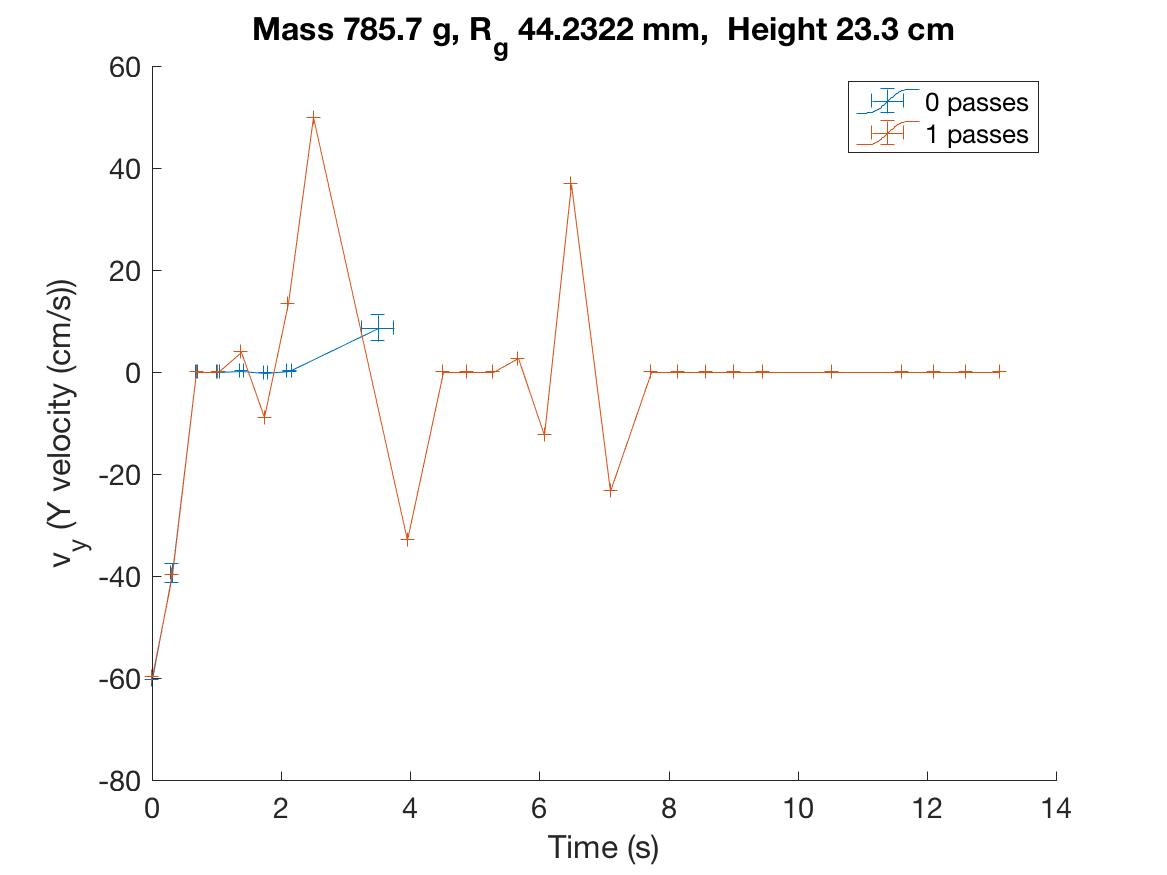 Mass 785.7 g, Rg 44.2322 mm,  Height 23.3 cm
0 passes
1 passes
60
40
20
0
-20
-40
-60
-80
vy (Y velocity (cm/s))
0 2 4 6 8 10 12 14
Time (s)